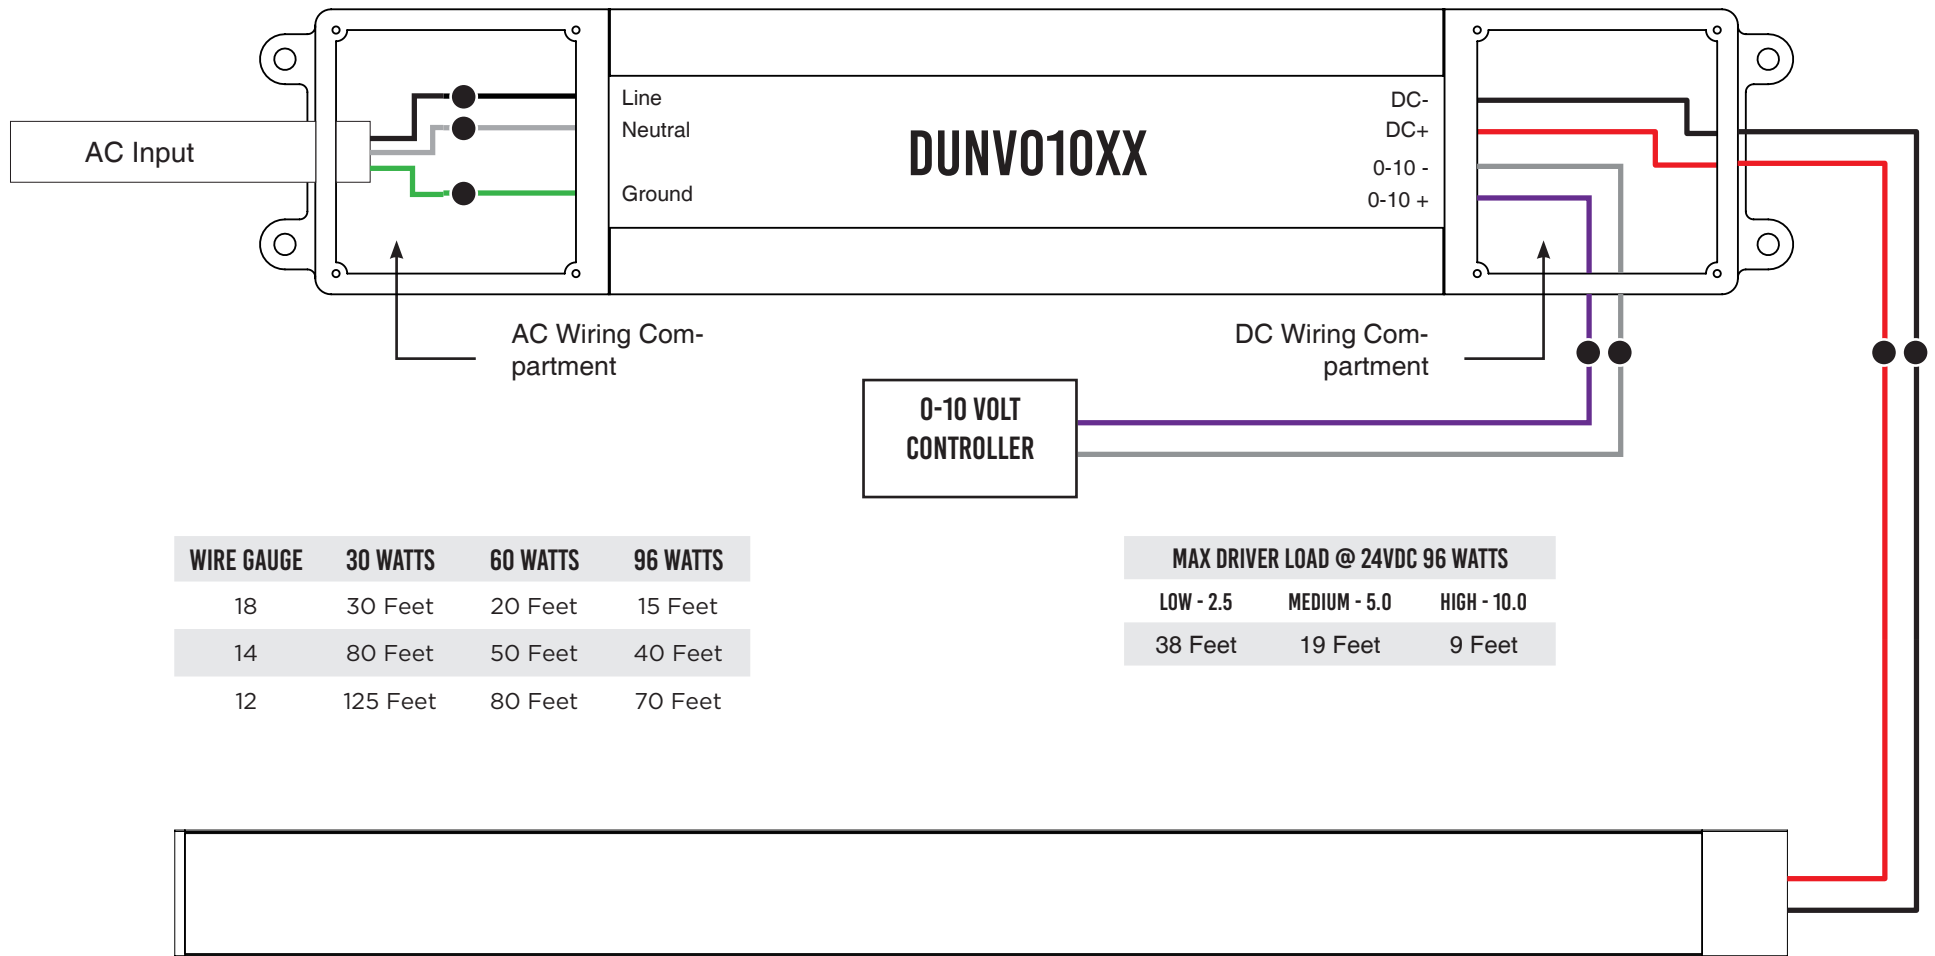 AC Input
Line
Neutral
Ground
DUNV010XX
DC-
DC+
0-10 -
0-10 +
AC Wiring Com-
partment
DC Wiring Com-
partment
0-10 VOLT
CONTROLLER
WIRE GAUGE 30 WATTS 60 WATTS 96 WATTS
18 30 Feet 20 Feet 15 Feet
14 80 Feet 50 Feet 40 Feet
12 125 Feet 80 Feet 70 Feet
MAX DRIVER LOAD @ 24VDC 96 WATTS
LOW - 2.5 MEDIUM - 5.0 HIGH - 10.0
38 Feet 19 Feet 9 Feet